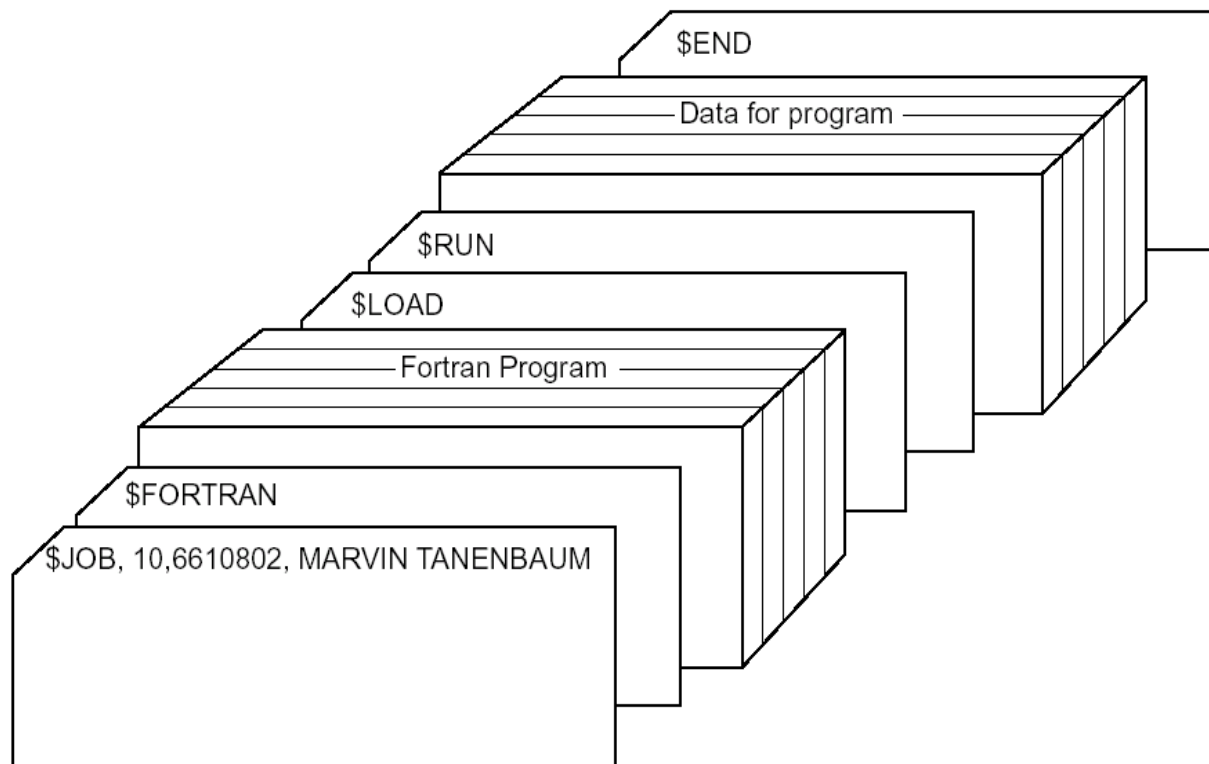 $END
Data for program
$RUN
$LOAD
Fortran Program
$FORTRAN
$JOB, 10,6610802, MARVIN TANENBAUM